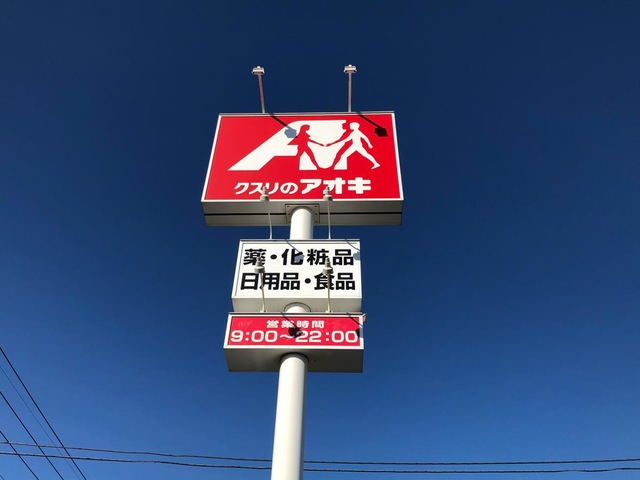 クスリのアオキ
薬・化粧品
日用品・食品
営業時間
9:00～22:00